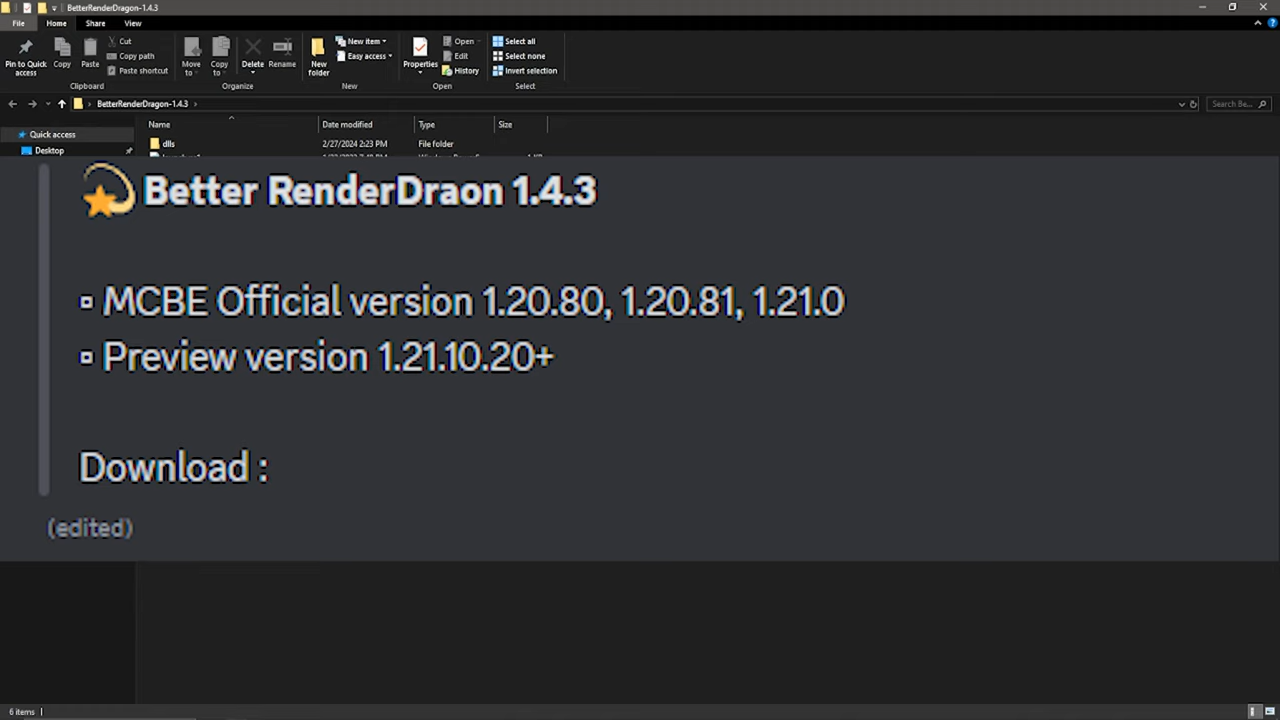 BetterRenderDragon-1.4.3
File Home Share View
Pin to Quick access
Copy
Paste
Cut
Copy path
Paste shortcut
Clipboard
Move to
Copy to
Delete
Rename
Organize
New folder
New item
Easy access
New
Properties
Open
Edit
History
Open
Select all
Select none
Invert selection
Select
BetterRenderDragon-1.4.3
Search Be...
Quick access
Desktop
Name Date modified Type Size
dlls 2/27/2024 2:23 PM File folder
Better RenderDraon 1.4.3
▫ MCBE Official version 1.20.80, 1.20.81, 1.21.0
▫ Preview version 1.21.10.20+
Download :
(edited)
6 items